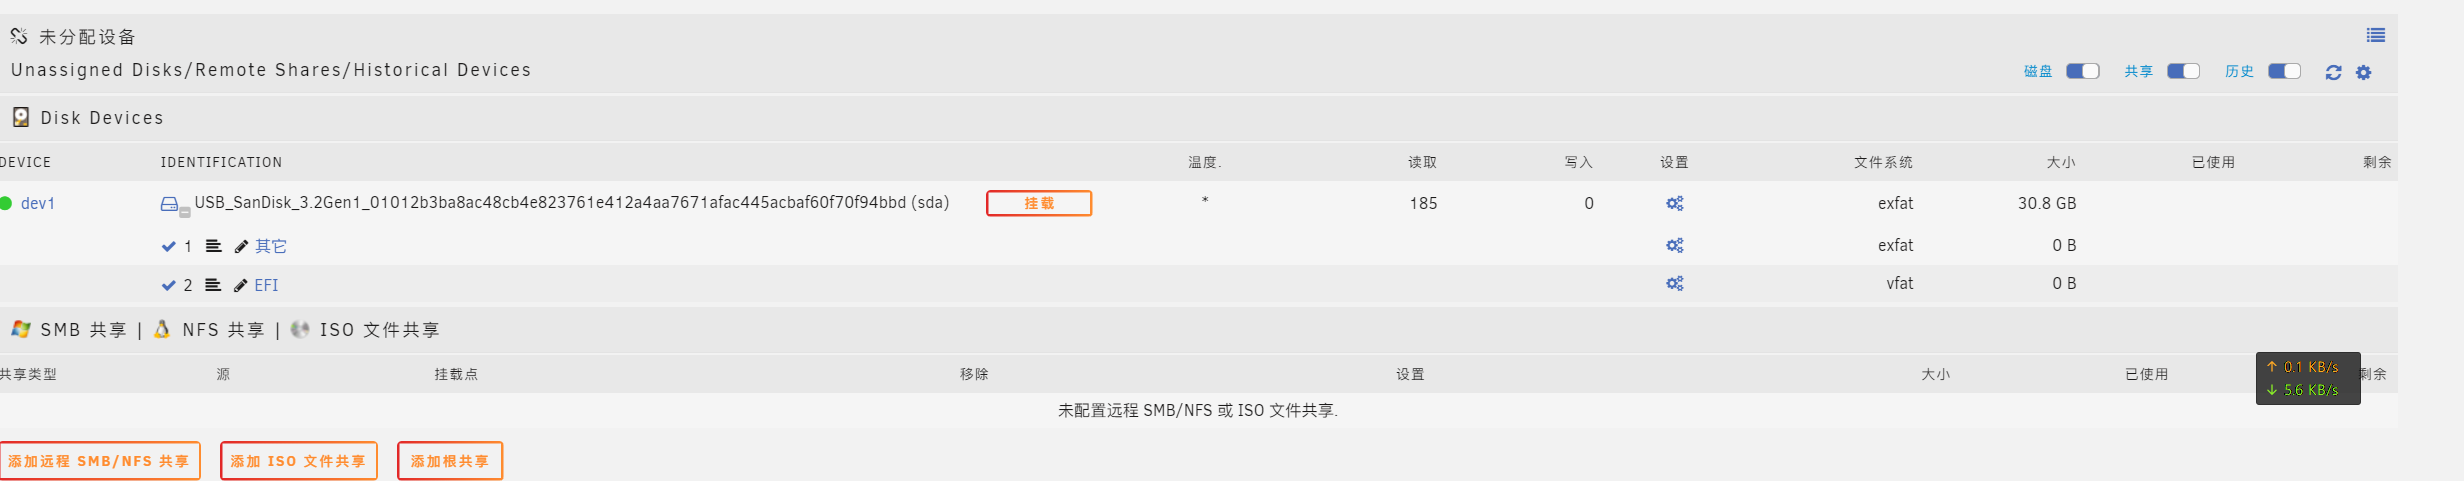 未分配设备
Unassigned Disks/Remote Shares/Historical Devices 磁盘 共享 历史
Disk Devices
DEVICE IDENTIFICATION 温度. 读取 写入 设置 文件系统 大小 已使用 剩余
dev1 USB_SanDisk_3.2Gen1_01012b3ba8ac48cb4e823761e412a4aa7671afac445acbaf60f70f94bbd (sda) 挂载 * 185 0 exfat 30.8 GB
1 其它 exfat 0 B
2 EFI vfat 0 B
SMB 共享 | NFS 共享 | ISO 文件共享
共享类型 源 挂载点 移除 设置 大小 已使用 剩余
↑ 0.1 KB/s
↓ 5.6 KB/s
未配置远程 SMB/NFS 或 ISO 文件共享.
添加远程 SMB/NFS 共享 添加 ISO 文件共享 添加根共享